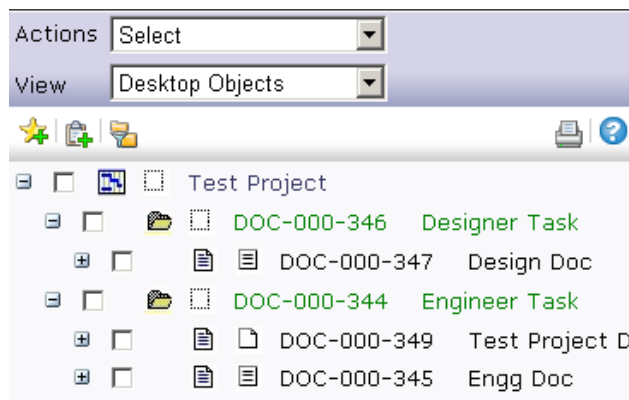 Actions Select
View Desktop Objects
Test Project
DOC-000-346 Designer Task
DOC-000-347 Design Doc
DOC-000-344 Engineer Task
DOC-000-349 Test Project D
DOC-000-345 Engg Doc